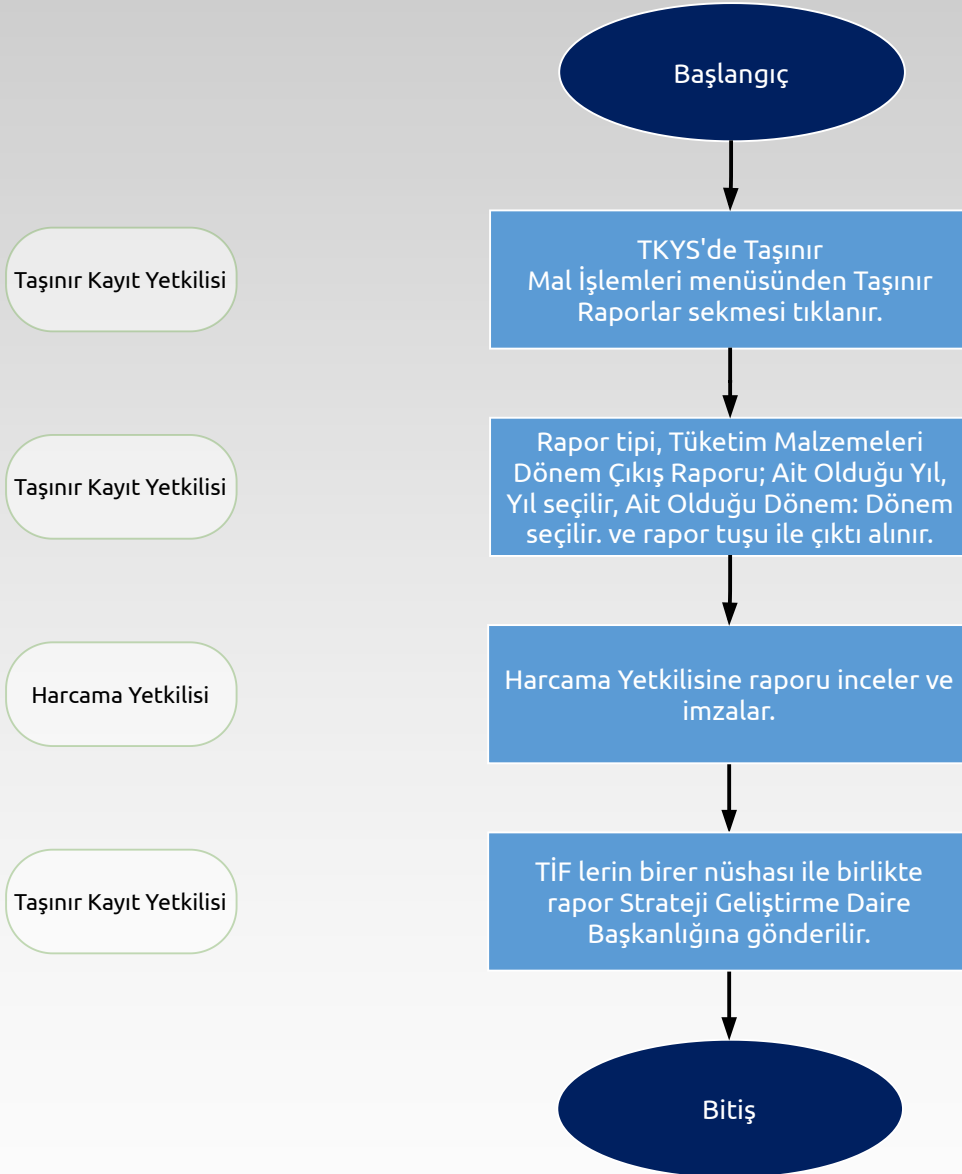 Başlangıç
Taşınır Kayıt Yetkilisi
TKYS'de Taşınır
Mal İşlemleri menüsünden Taşınır
Raporlar sekmesi tıklanır.
Taşınır Kayıt Yetkilisi
Rapor tipi, Tüketim Malzemeleri
Dönem Çıkış Raporu; Ait Olduğu Yıl,
Yıl seçilir, Ait Olduğu Dönem: Dönem
seçilir. ve rapor tuşu ile çıktı alınır.
Harcama Yetkilisi
Harcama Yetkilisine raporu inceler ve
imzalar.
Taşınır Kayıt Yetkilisi
TİF lerin birer nüshası ile birlikte
rapor Strateji Geliştirme Daire
Başkanlığına gönderilir.
Bitiş